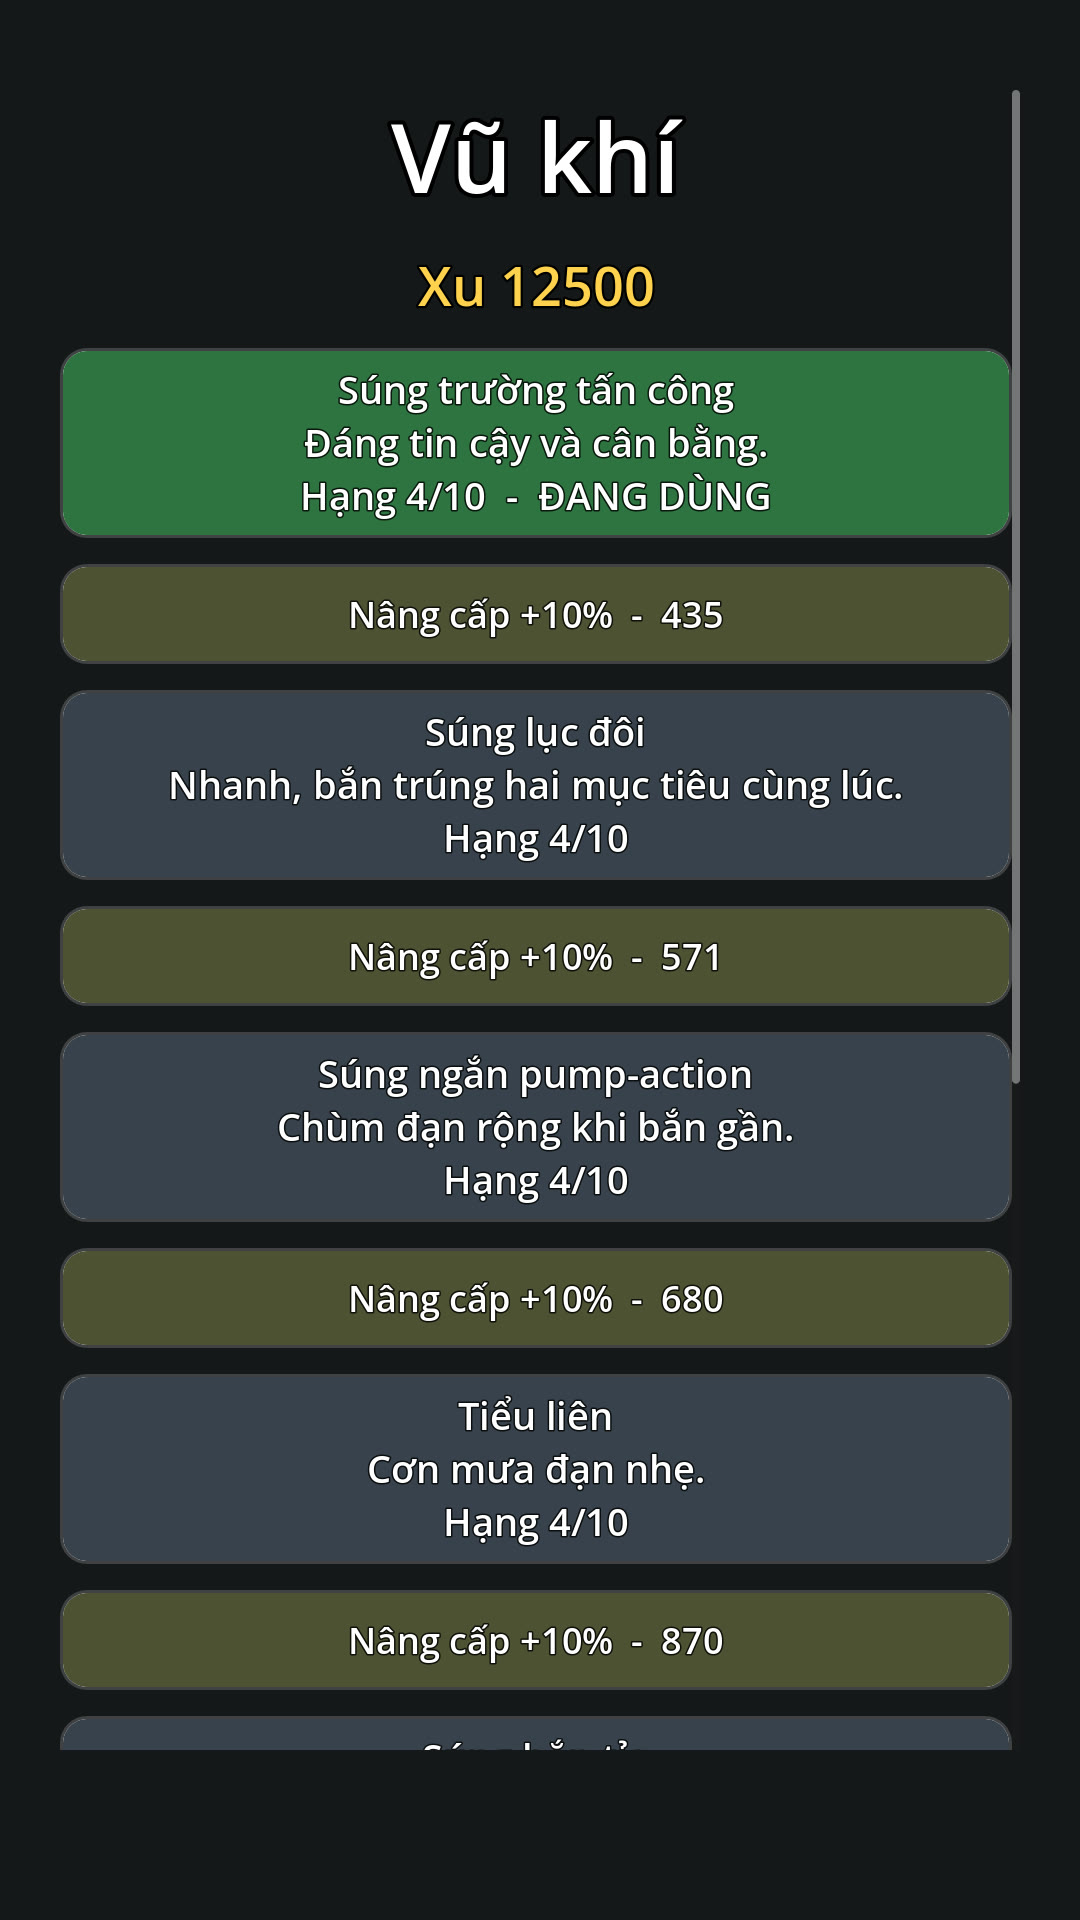 Vũ khí
Xu 12500
Súng trường tấn công
Đáng tin cậy và cân bằng.
Hạng 4/10 - ĐANG DÙNG
Nâng cấp +10% - 435
Súng lục đôi
Nhanh, bắn trúng hai mục tiêu cùng lúc.
Hạng 4/10
Nâng cấp +10% - 571
Súng ngắn pump-action
Chùm đạn rộng khi bắn gần.
Hạng 4/10
Nâng cấp +10% - 680
Tiểu liên
Cơn mưa đạn nhẹ.
Hạng 4/10
Nâng cấp +10% - 870